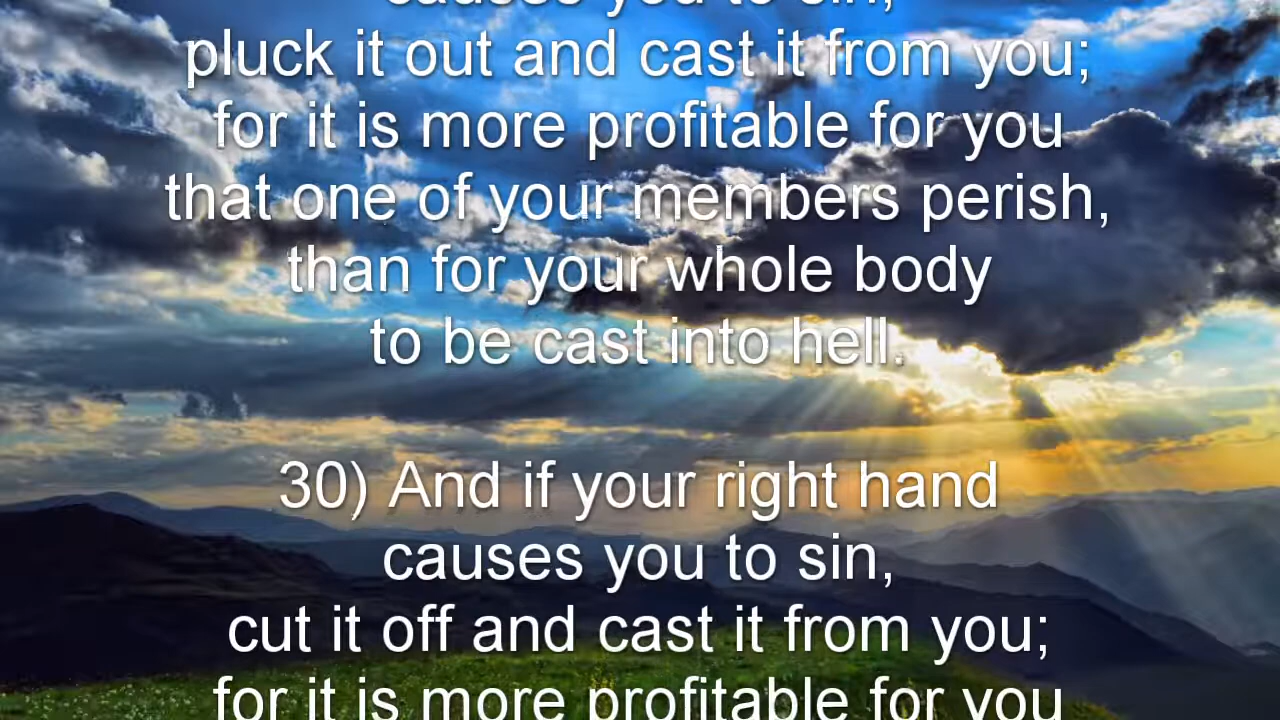 causes you to sin,
pluck it out and cast it from you;
for it is more profitable for you
that one of your members perish,
than for your whole body
to be cast into hell.
30) And if your right hand
causes you to sin,
cut it off and cast it from you;
for it is more profitable for you